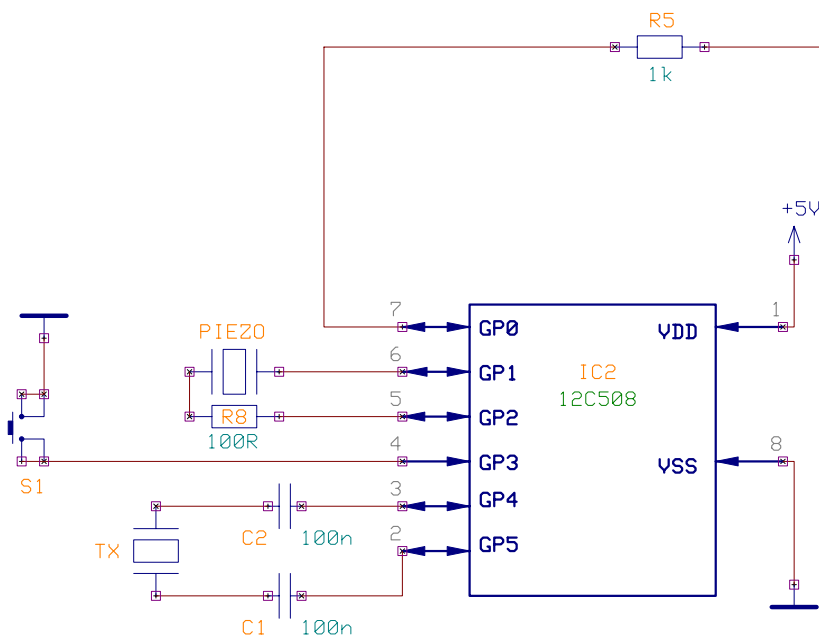 R5
1k
+5V
7
1
PIEZO
GP0
VDD
6
GP1
IC2
5
12C508
R8
GP2
100R
4
8
GP3
VSS
S1
3
GP4
C2
100n
2
TX
GP5
C1
100n